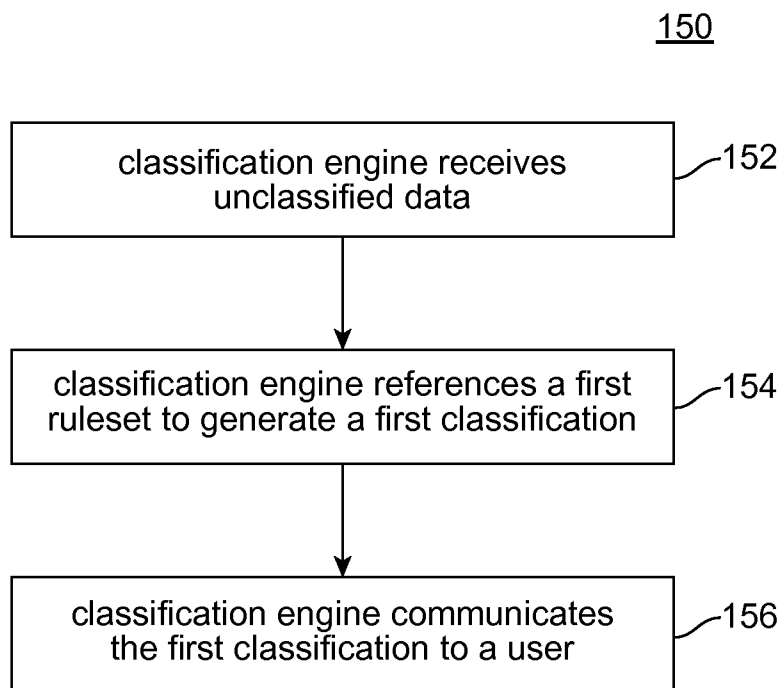 150
classification engine receives
unclassified data
152
classification engine references a first
ruleset to generate a first classification
154
classification engine communicates
the first classification to a user
156